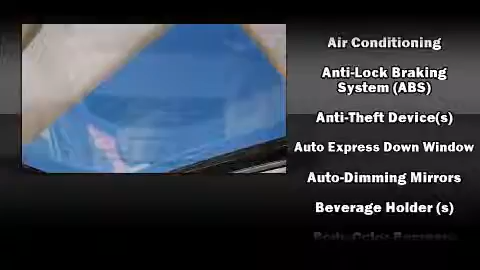 Air Conditioning
Anti-Lock Braking
System (ABS)
Anti-Theft Device(s)
Auto Express Down Window
Auto-Dimming Mirrors
Beverage Holder (s)